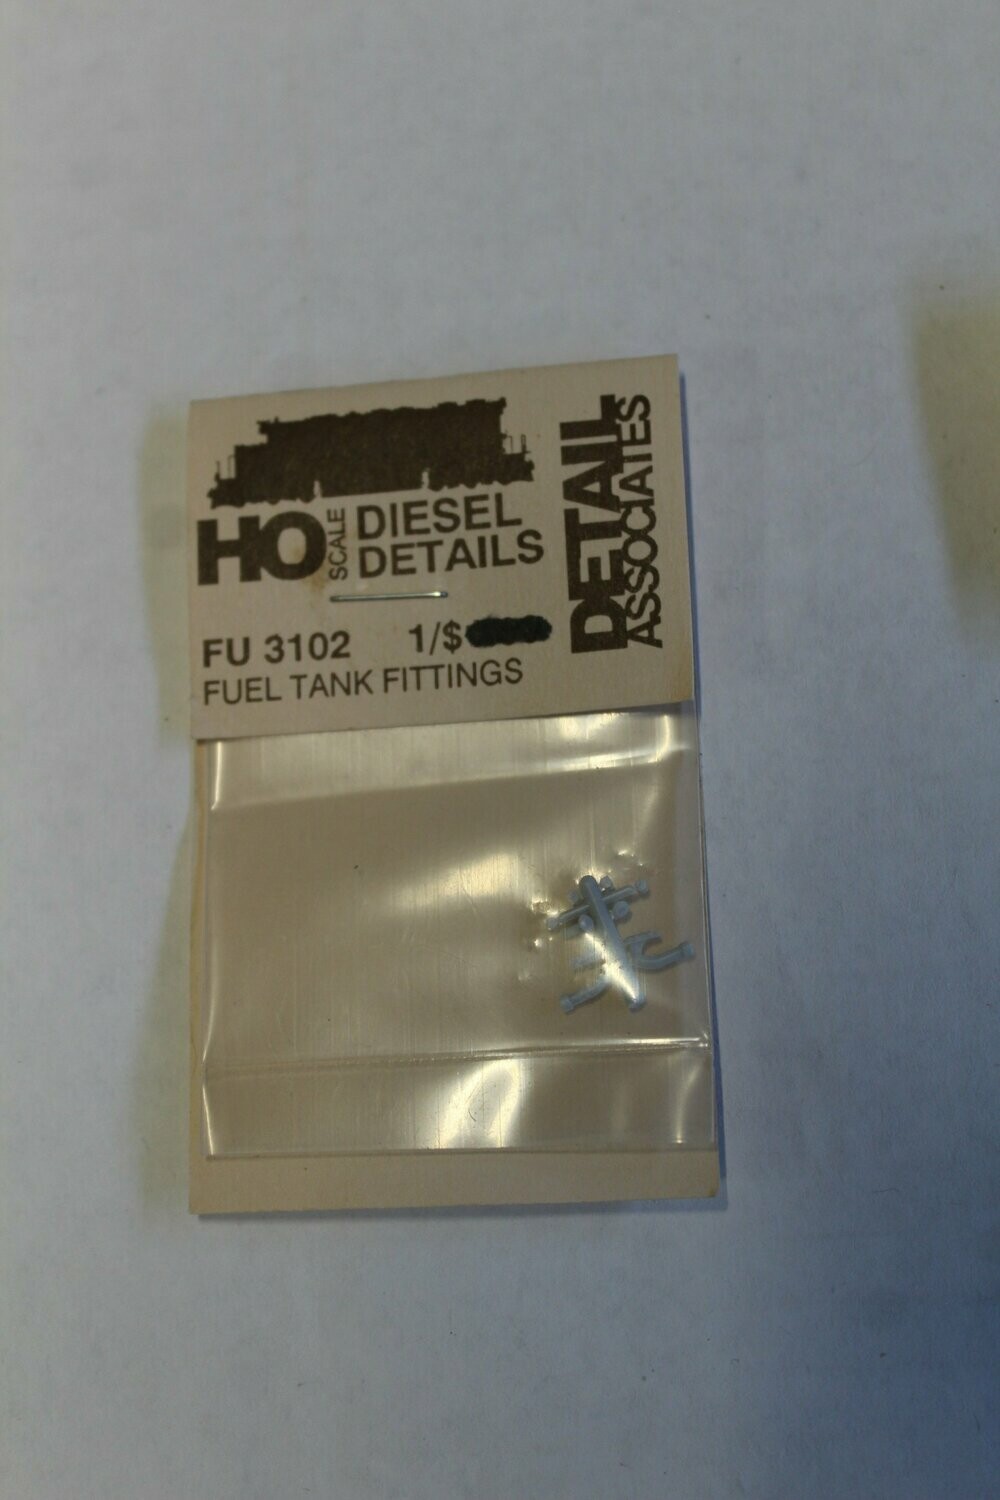 HO SCALE DIESEL DETAILS
DETAIL ASSOCIATES
FU 3102 1/$
FUEL TANK FITTINGS